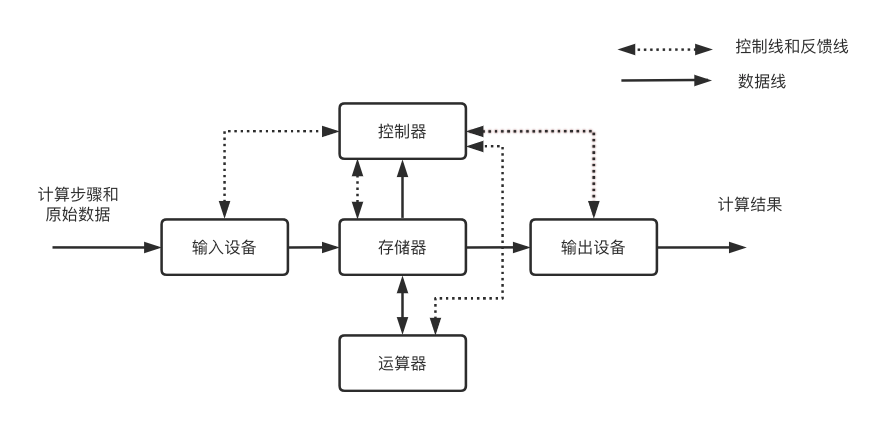 控制线和反馈线
数据线
控制器
计算步骤和
原始数据
计算结果
输入设备
存储器
输出设备
运算器